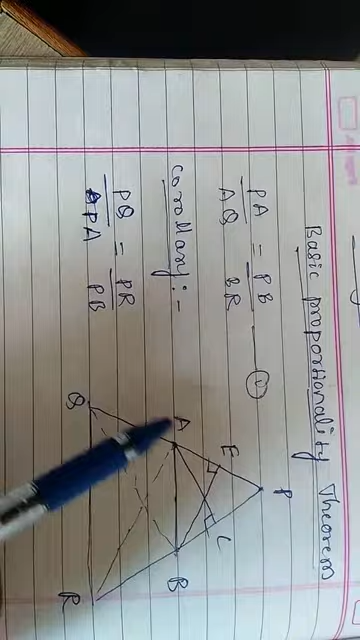 Basic proportionality Theorem
PA/AQ = PB/BR — (1)
Corollary :-
PQ/PA = PR/PB
P
E
C
A
B
Q
R